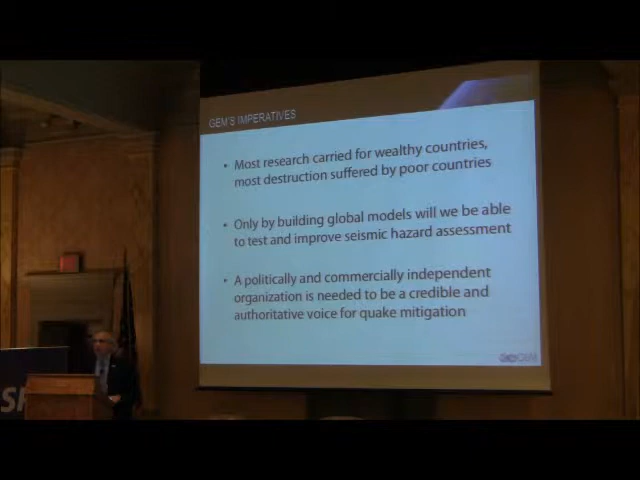 GEM'S IMPERATIVES
• Most research carried for wealthy countries,
most destruction suffered by poor countries
• Only by building global models will we be able
to test and improve seismic hazard assessment
• A politically and commercially independent
organization is needed to be a credible and
authoritative voice for quake mitigation
GEM